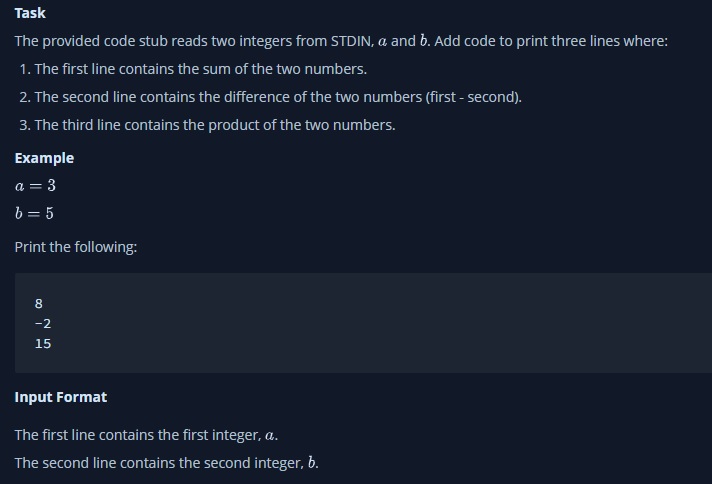 Task
The provided code stub reads two integers from STDIN, a and b. Add code to print three lines where:
1. The first line contains the sum of the two numbers.
2. The second line contains the difference of the two numbers (first - second).
3. The third line contains the product of the two numbers.
Example
a = 3
b = 5
Print the following:
8
-2
15
Input Format
The first line contains the first integer, a.
The second line contains the second integer, b.